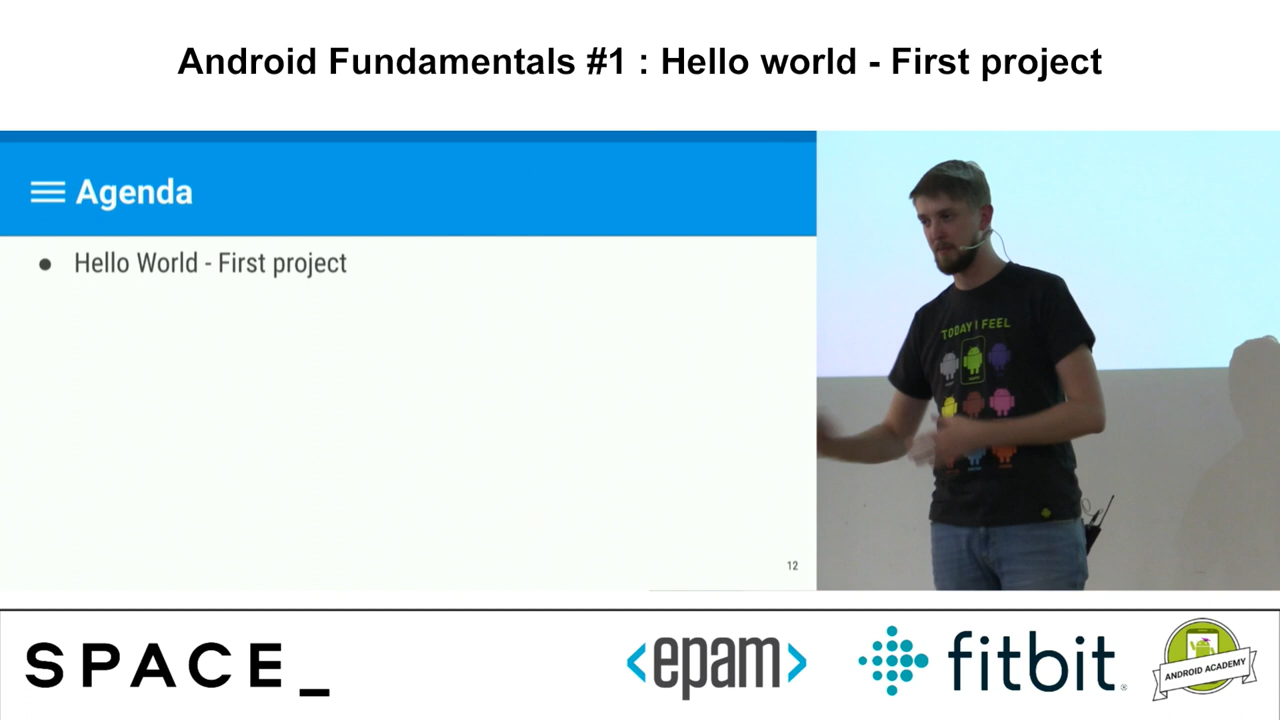 Android Fundamentals #1 : Hello world - First project
Agenda
● Hello World - First project
TODAY I FEEL
12
SPACE_
<epam>
fitbit®
ANDROID ACADEMY